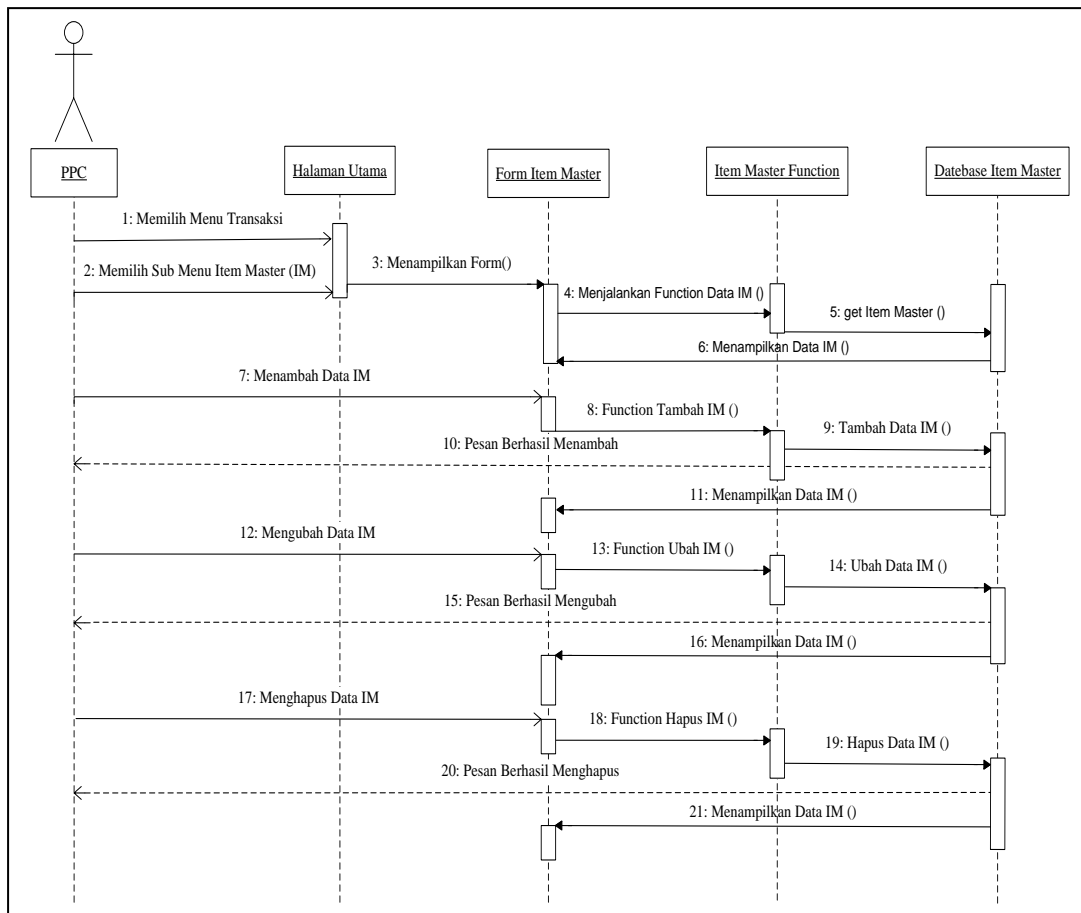 PPC
Halaman Utama
Form Item Master
Item Master Function
Datebase Item Master
1: Memilih Menu Transaksi
2: Memilih Sub Menu Item Master (IM)
3: Menampilkan Form()
4: Menjalankan Function Data IM ()
5: get Item Master ()
6: Menampilkan Data IM ()
7: Menambah Data IM
8: Function Tambah IM ()
9: Tambah Data IM ()
10: Pesan Berhasil Menambah
11: Menampilkan Data IM ()
12: Mengubah Data IM
13: Function Ubah IM ()
14: Ubah Data IM ()
15: Pesan Berhasil Mengubah
16: Menampilkan Data IM ()
17: Menghapus Data IM
18: Function Hapus IM ()
19: Hapus Data IM ()
20: Pesan Berhasil Menghapus
21: Menampilkan Data IM ()